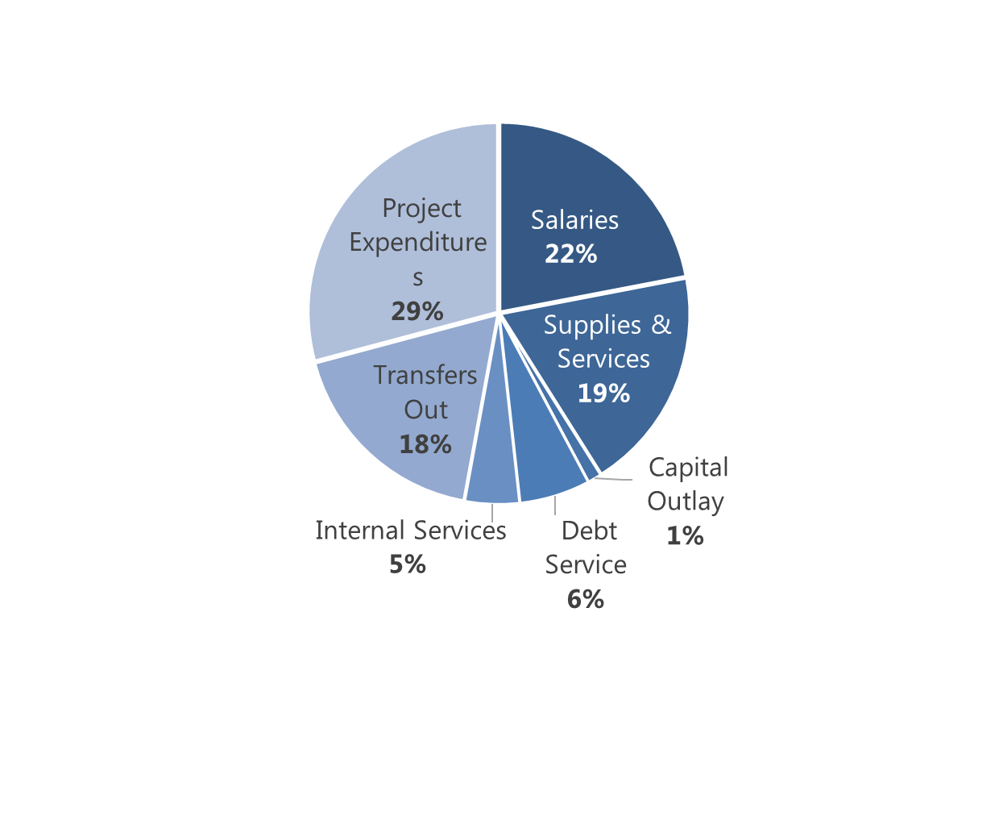 Project
Expenditure
s
29%
Salaries
22%
Supplies &
Services
19%
Transfers
Out
18%
Capital
Outlay
1%
Internal Services
5%
Debt
Service
6%